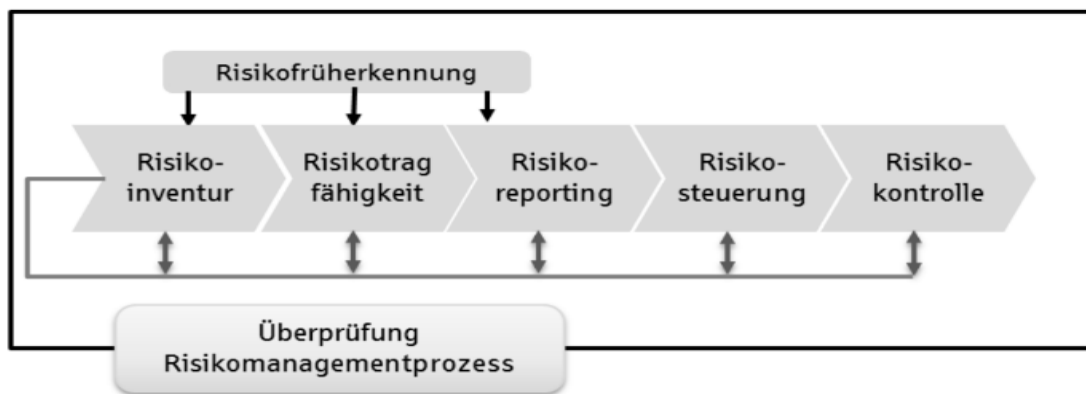 Risikofrüherkennung
Risiko-
inventur
Risikotrag
fähigkeit
Risiko-
reporting
Risiko-
steuerung
Risiko-
kontrolle
Überprüfung
Risikomanagementprozess